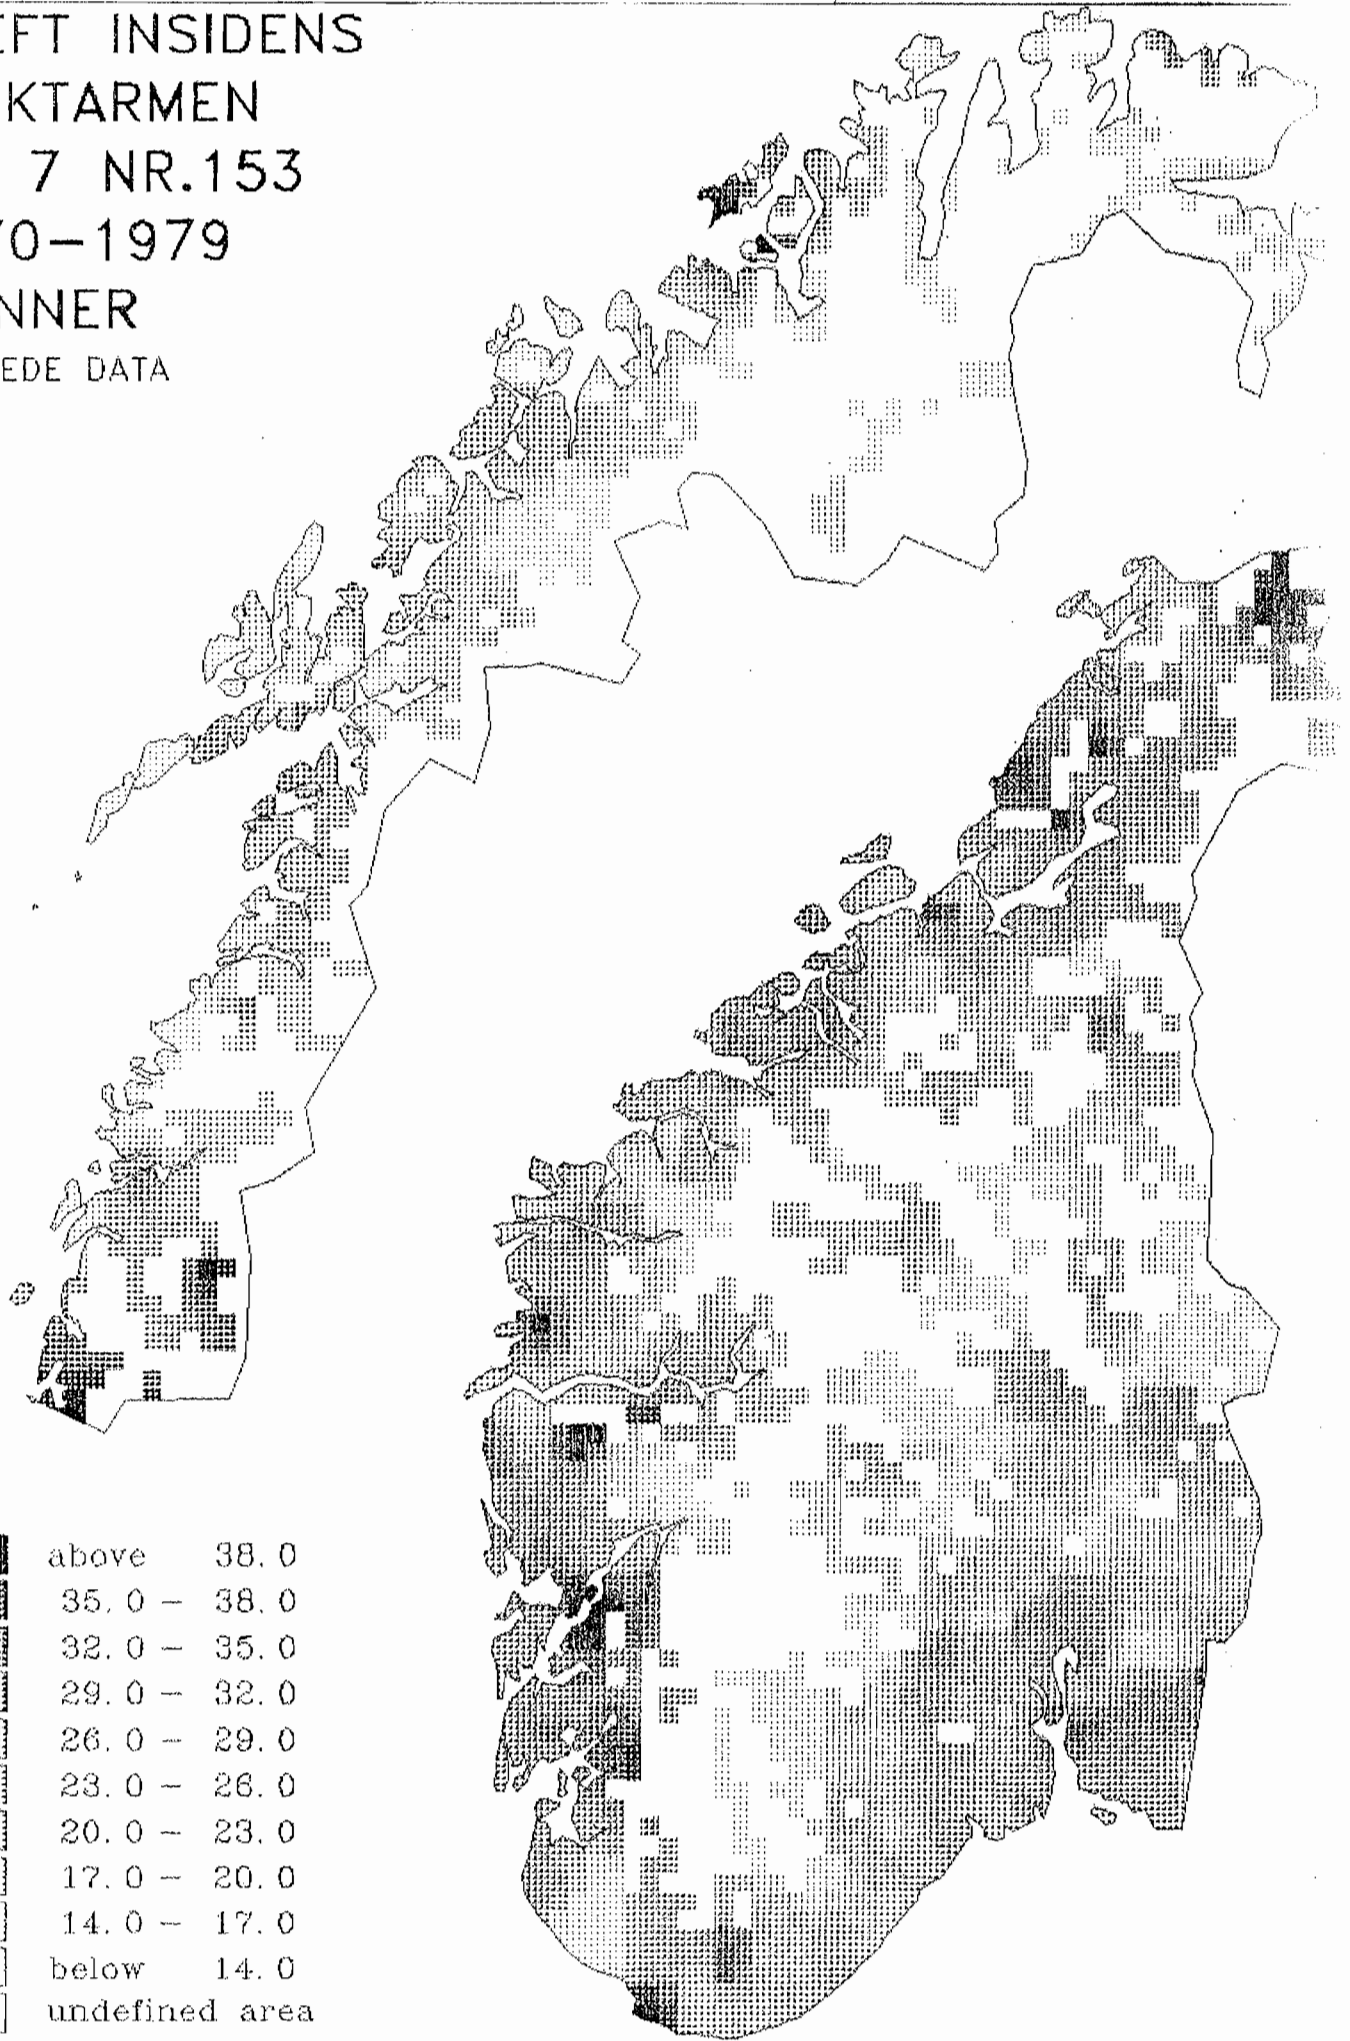 EFT INSIDENS
KTARMEN
7 NR.153
70-1979
NNER
EDE DATA
above 38.0
35.0 - 38.0
32.0 - 35.0
29.0 - 32.0
26.0 - 29.0
23.0 - 26.0
20.0 - 23.0
17.0 - 20.0
14.0 - 17.0
below 14.0
undefined area